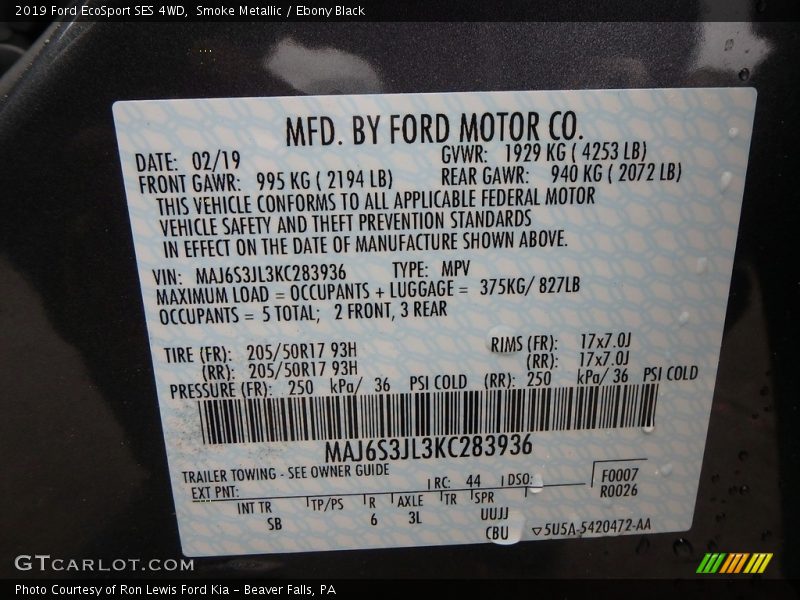 2019 Ford EcoSport SES 4WD, Smoke Metallic / Ebony Black
MFD. BY FORD MOTOR CO.
DATE: 02/19 GVWR: 1929 KG ( 4253 LB)
FRONT GAWR: 995 KG ( 2194 LB) REAR GAWR: 940 KG ( 2072 LB)
THIS VEHICLE CONFORMS TO ALL APPLICABLE FEDERAL MOTOR
VEHICLE SAFETY AND THEFT PREVENTION STANDARDS
IN EFFECT ON THE DATE OF MANUFACTURE SHOWN ABOVE.
VIN: MAJ6S3JL3KC283936 TYPE: MPV
MAXIMUM LOAD = OCCUPANTS + LUGGAGE = 375KG/ 827LB
OCCUPANTS = 5 TOTAL; 2 FRONT, 3 REAR
TIRE (FR): 205/50R17 93H RIMS (FR): 17x7.0J
(RR): 205/50R17 93H (RR): 17x7.0J
PRESSURE (FR): 250 kPa/ 36 PSI COLD (RR): 250 kPa/ 36 PSI COLD
MAJ6S3JL3KC283936
TRAILER TOWING - SEE OWNER GUIDE
EXT PNT: RC: 44 DSO: F0007
R0026
INT TR TP/PS R AXLE TR SPR
SB 6 3L UUJJ
CBU 5U5A-5420472-AA
GTCARLOT.COM
Photo Courtesy of Ron Lewis Ford Kia - Beaver Falls, PA